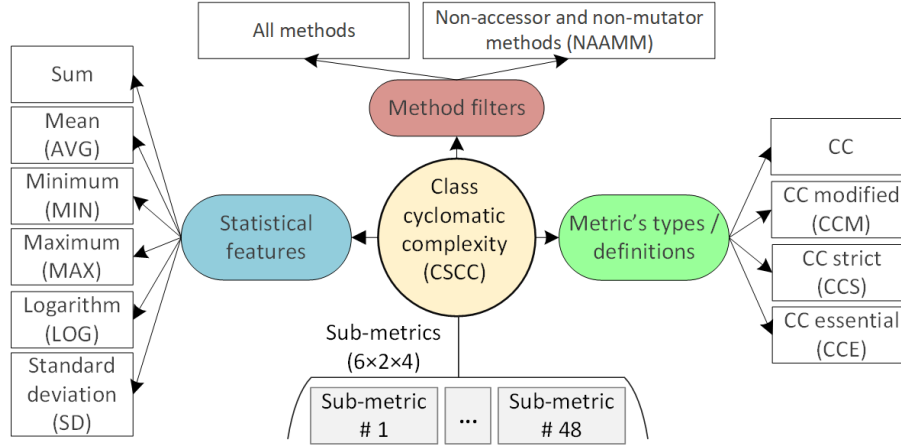 All methods
Non-accessor and non-mutator
methods (NAAMM)
Method filters
Sum
Mean
(AVG)
Minimum
(MIN)
Maximum
(MAX)
Logarithm
(LOG)
Standard
deviation
(SD)
Statistical
features
Class
cyclomatic
complexity
(CSCC)
Metric's types /
definitions
CC
CC modified
(CCM)
CC strict
(CCS)
CC essential
(CCE)
Sub-metrics
(6×2×4)
Sub-metric
# 1
...
Sub-metric
# 48